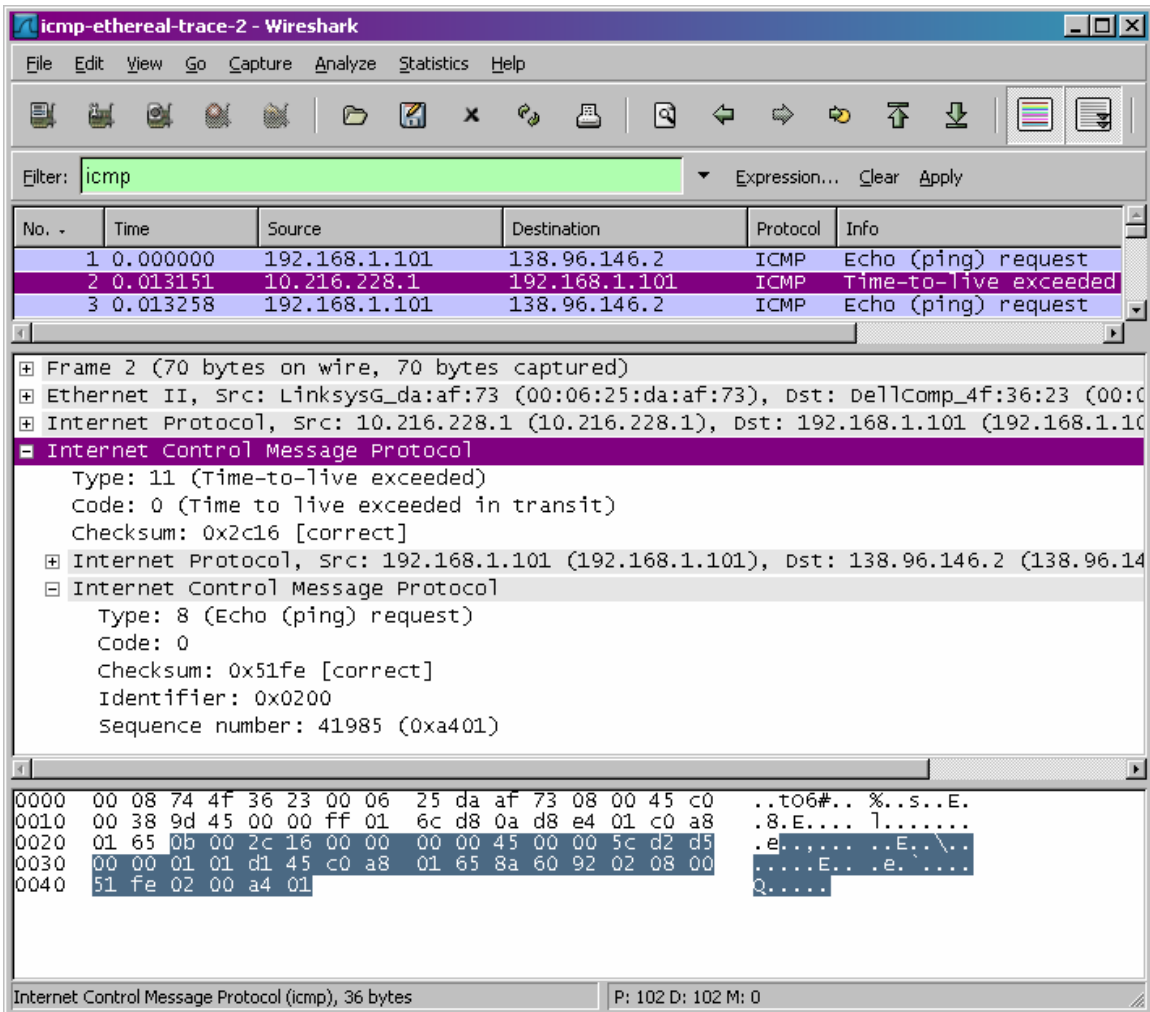 icmp-ethereal-trace-2 - Wireshark
File Edit View Go Capture Analyze Statistics Help
Filter: icmp Expression... Clear Apply
No. Time Source Destination Protocol Info
1 0.000000 192.168.1.101 138.96.146.2 ICMP Echo (ping) request
2 0.013151 10.216.228.1 192.168.1.101 ICMP Time-to-live exceeded
3 0.013258 192.168.1.101 138.96.146.2 ICMP Echo (ping) request
Frame 2 (70 bytes on wire, 70 bytes captured)
Ethernet II, Src: LinksysG_da:af:73 (00:06:25:da:af:73), Dst: DellComp_4f:36:23 (00:0
Internet Protocol, Src: 10.216.228.1 (10.216.228.1), Dst: 192.168.1.101 (192.168.1.10
Internet Control Message Protocol
Type: 11 (Time-to-live exceeded)
Code: 0 (Time to live exceeded in transit)
Checksum: 0x2c16 [correct]
Internet Protocol, Src: 192.168.1.101 (192.168.1.101), Dst: 138.96.146.2 (138.96.14
Internet Control Message Protocol
Type: 8 (Echo (ping) request)
Code: 0
Checksum: 0x51fe [correct]
Identifier: 0x0200
Sequence number: 41985 (0xa401)
0000 00 08 74 4f 36 23 00 06 25 da af 73 08 00 45 c0 ..tO6#.. %..s..E.
0010 00 38 9d 45 00 00 ff 01 6c d8 0a d8 e4 01 c0 a8 .8.E.... l.......
0020 01 65 0b 00 2c 16 00 00 00 00 45 00 00 5c d2 d5 .e..,... ..E..\..
0030 00 00 01 01 d1 45 c0 a8 01 65 8a 60 92 02 08 00 .....E.. .e.`....
0040 51 fe 02 00 a4 01 Q.....
Internet Control Message Protocol (icmp), 36 bytes P: 102 D: 102 M: 0